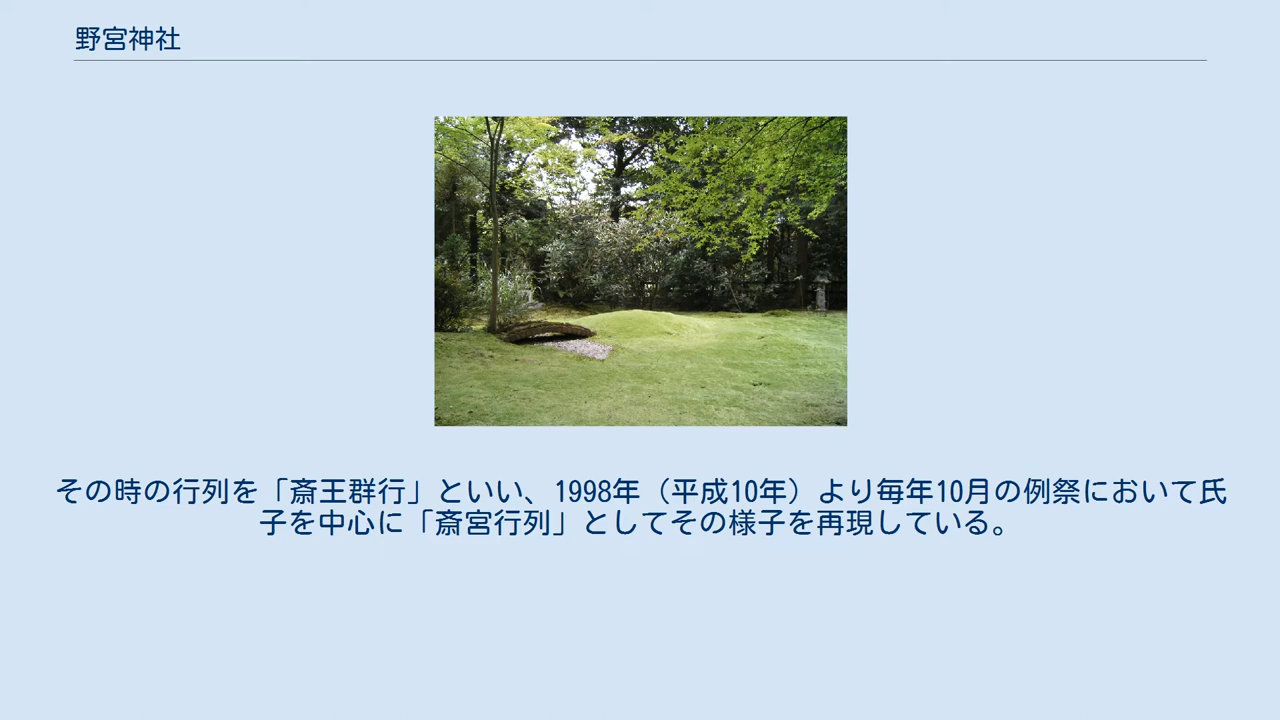 野宮神社
その時の行列を「斎王群行」といい、1998年（平成10年）より毎年10月の例祭において氏
子を中心に「斎宮行列」としてその様子を再現している。